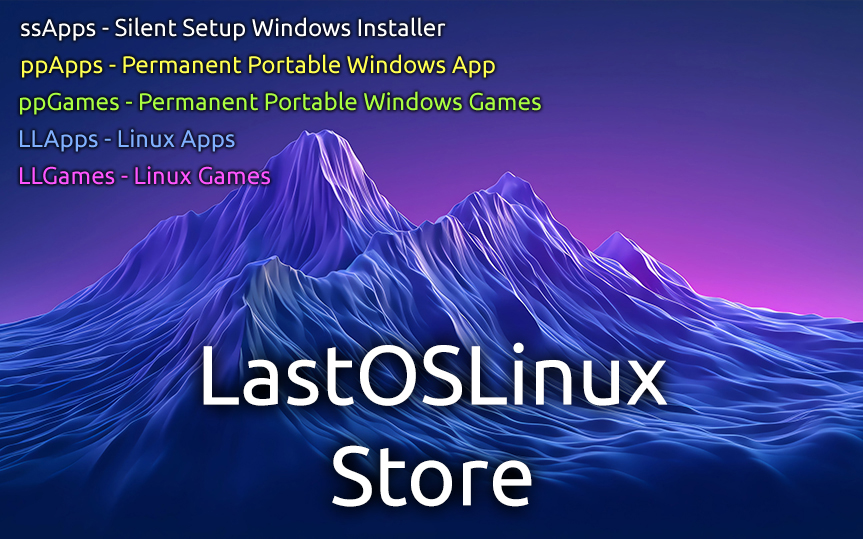 ssApps - Silent Setup Windows Installer
ppApps - Permanent Portable Windows App
ppGames - Permanent Portable Windows Games
LLApps - Linux Apps
LLGames - Linux Games
LastOSLinux
Store